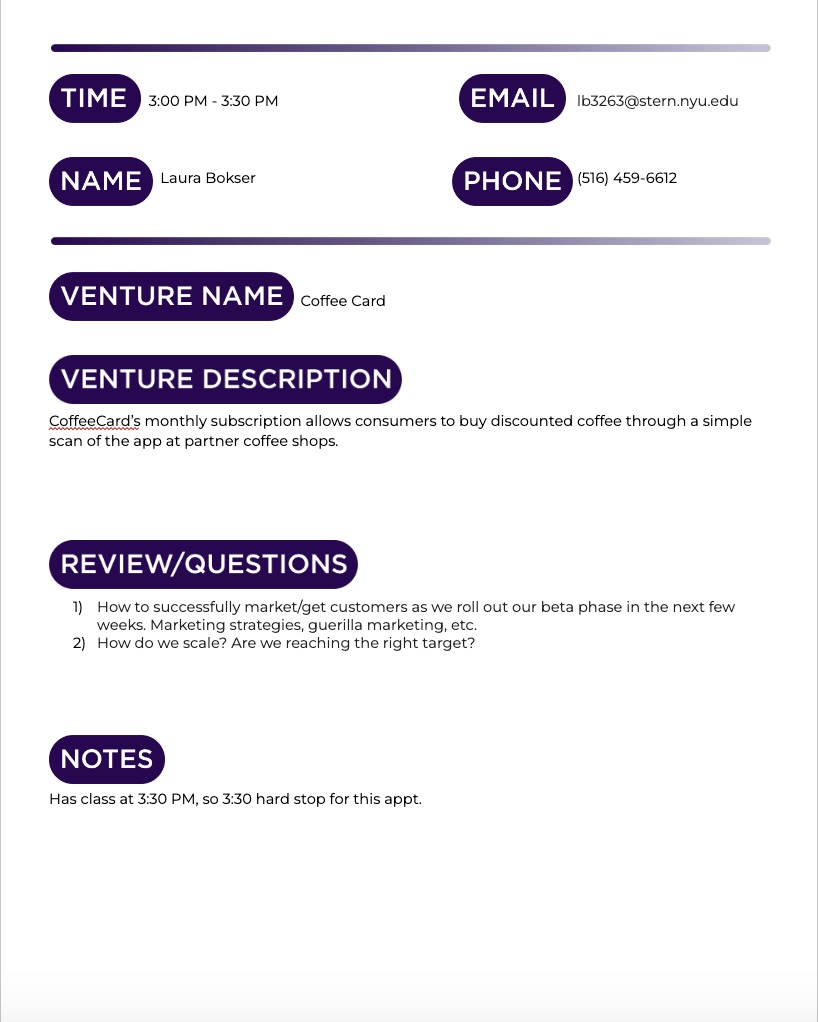 TIME 3:00 PM - 3:30 PM EMAIL lb3263@stern.nyu.edu
NAME Laura Bokser PHONE (516) 459-6612
VENTURE NAME Coffee Card
VENTURE DESCRIPTION
CoffeeCard's monthly subscription allows consumers to buy discounted coffee through a simple
scan of the app at partner coffee shops.
REVIEW/QUESTIONS
1) How to successfully market/get customers as we roll out our beta phase in the next few
weeks. Marketing strategies, guerilla marketing, etc.
2) How do we scale? Are we reaching the right target?
NOTES
Has class at 3:30 PM, so 3:30 hard stop for this appt.